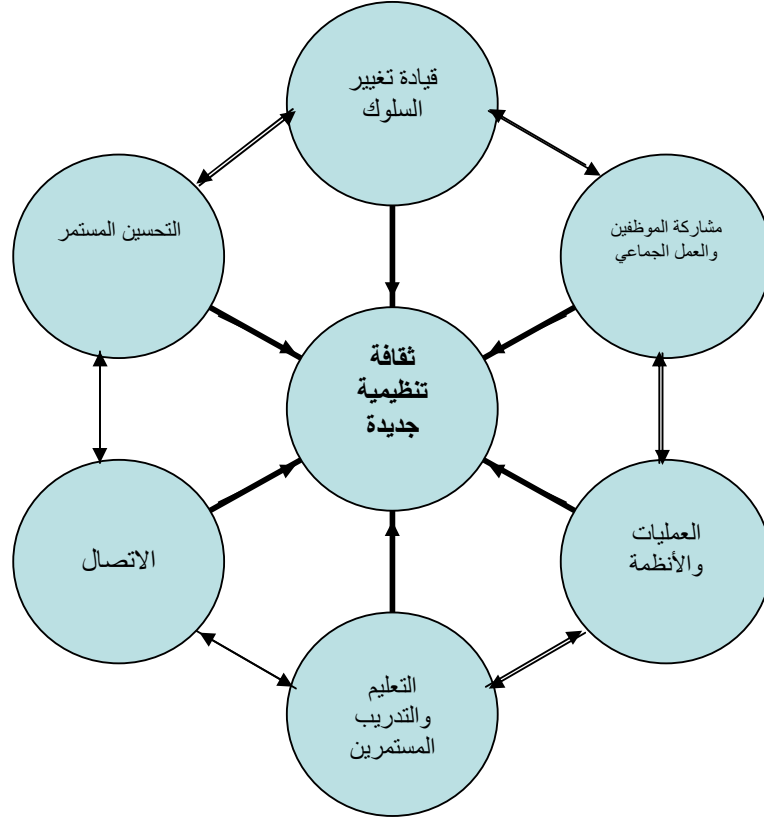 قيادة تغيير
السلوك
مشاركة الموظفين
والعمل الجماعي
التحسين المستمر
ثقافة
تنظيمية
جديدة
العمليات
والأنظمة
الاتصال
التعليم
والتدريب
المستمرين